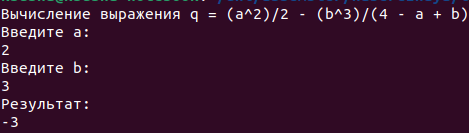 Вычисление выражения q = (a^2)/2 - (b^3)/(4 - a + b)
Введите a:
2
Введите b:
3
Результат:
-3